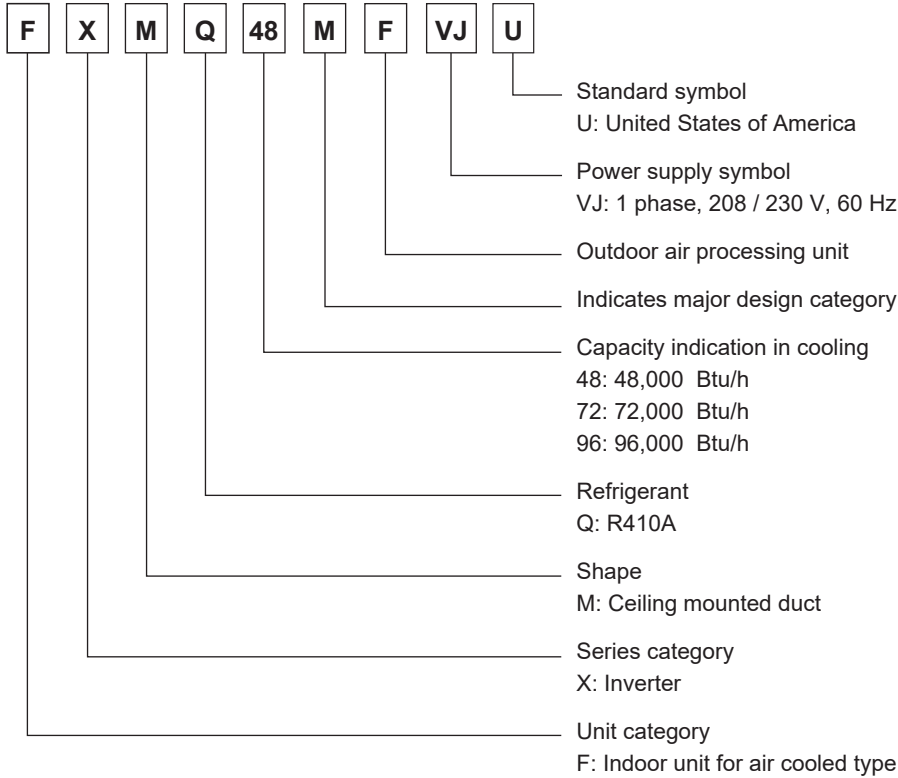 F X M Q 48 M F VJ U
Standard symbol
U: United States of America
Power supply symbol
VJ: 1 phase, 208 / 230 V, 60 Hz
Outdoor air processing unit
Indicates major design category
Capacity indication in cooling
48: 48,000 Btu/h
72: 72,000 Btu/h
96: 96,000 Btu/h
Refrigerant
Q: R410A
Shape
M: Ceiling mounted duct
Series category
X: Inverter
Unit category
F: Indoor unit for air cooled type